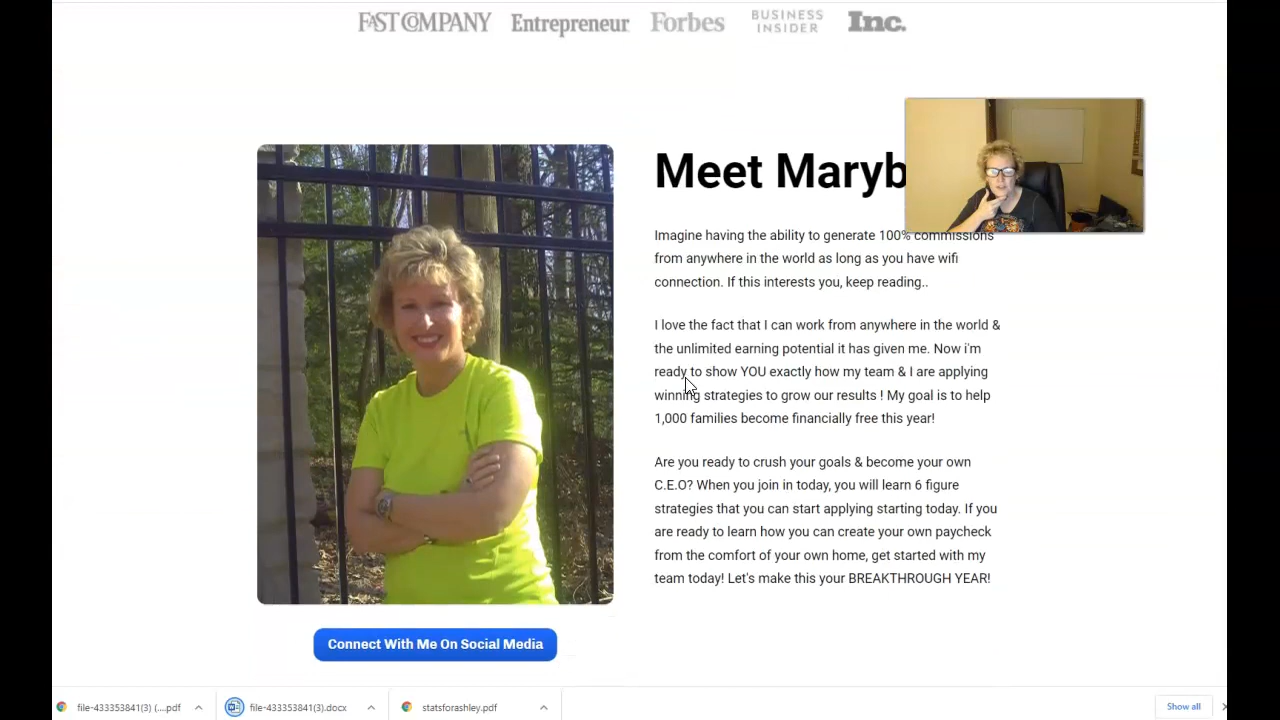 FAST COMPANY Entrepreneur Forbes BUSINESS INSIDER Inc.
Meet Maryb
Imagine having the ability to generate 100% commissions
from anywhere in the world as long as you have wifi
connection. If this interests you, keep reading..
I love the fact that I can work from anywhere in the world &
the unlimited earning potential it has given me. Now i'm
ready to show YOU exactly how my team & I are applying
winning strategies to grow our results ! My goal is to help
1,000 families become financially free this year!
Are you ready to crush your goals & become your own
C.E.O? When you join in today, you will learn 6 figure
strategies that you can start applying starting today. If you
are ready to learn how you can create your own paycheck
from the comfort of your own home, get started with my
team today! Let's make this your BREAKTHROUGH YEAR!
Connect With Me On Social Media
file-433353841(3) (....pdf file-433353841(3).docx statsforashley.pdf Show all